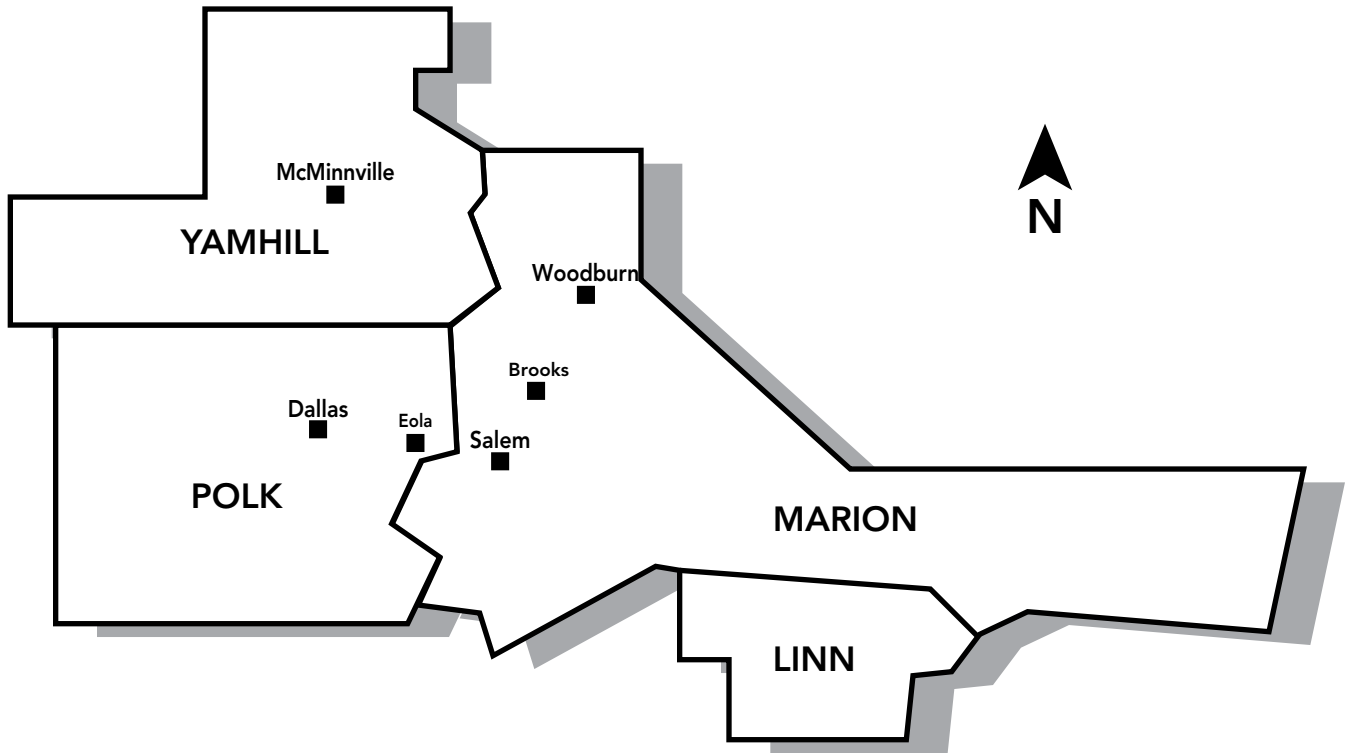 McMinnville
N
YAMHILL
Woodburn
Brooks
Dallas
Eola
Salem
POLK
MARION
LINN